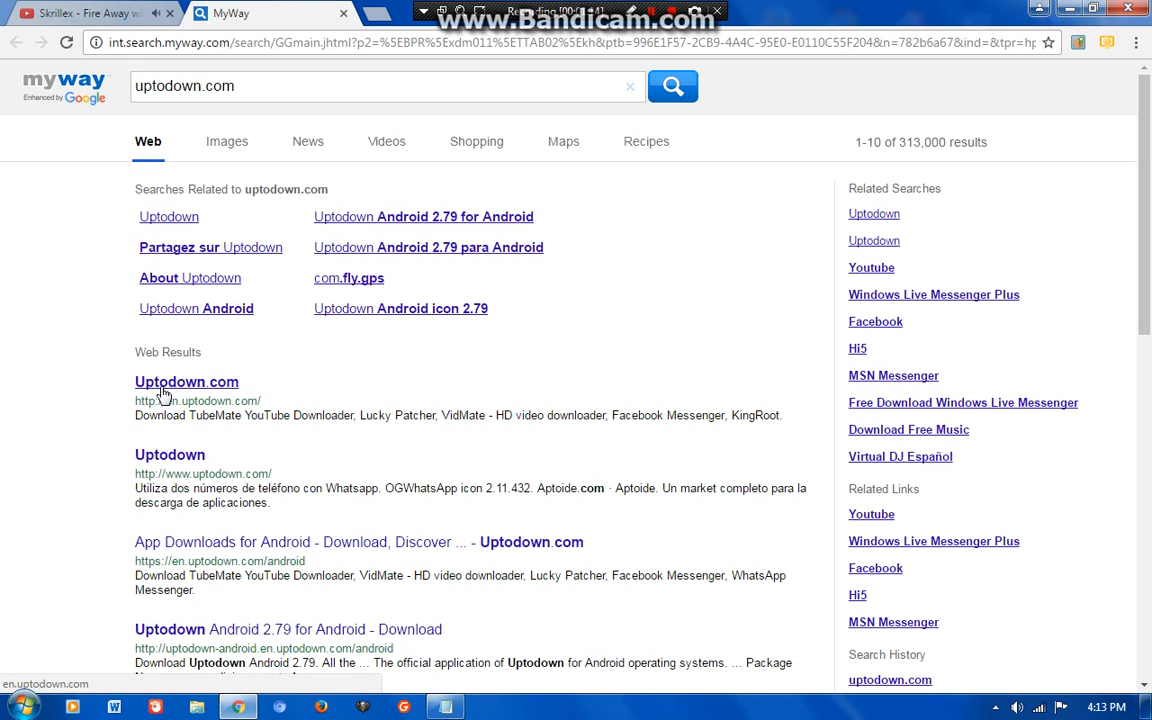 Skrillex - Fire Away wi
MyWay
www.Bandicam.com
int.search.myway.com/search/GGmain.jhtml?p2=%5EBPR%5Exdm011%5ETTAB02%5Ekh&ptb=996E1F57-2CB9-4A4C-95E0-E0110C55F204&n=782b6a67&ind=&tpr=hp
myway
Enhanced by Google
uptodown.com
Web Images News Videos Shopping Maps Recipes
1-10 of 313,000 results
Searches Related to uptodown.com
Uptodown
Uptodown Android 2.79 for Android
Partagez sur Uptodown
Uptodown Android 2.79 para Android
About Uptodown
com.fly.gps
Uptodown Android
Uptodown Android icon 2.79
Web Results
Uptodown.com
http://en.uptodown.com/
Download TubeMate YouTube Downloader, Lucky Patcher, VidMate - HD video downloader, Facebook Messenger, KingRoot.
Uptodown
http://www.uptodown.com/
Utiliza dos números de teléfono con Whatsapp. OGWhatsApp icon 2.11.432. Aptoide.com · Aptoide. Un market completo para la
descarga de aplicaciones.
App Downloads for Android - Download, Discover ... - Uptodown.com
https://en.uptodown.com/android
Download TubeMate YouTube Downloader, VidMate - HD video downloader, Lucky Patcher, Facebook Messenger, WhatsApp
Messenger.
Uptodown Android 2.79 for Android - Download
http://uptodown-android.en.uptodown.com/android
Download Uptodown Android 2.79. All the ... The official application of Uptodown for Android operating systems. ... Package
Related Searches
Uptodown
Uptodown
Youtube
Windows Live Messenger Plus
Facebook
Hi5
MSN Messenger
Free Download Windows Live Messenger
Download Free Music
Virtual DJ Español
Related Links
Youtube
Windows Live Messenger Plus
Facebook
Hi5
MSN Messenger
Search History
uptodown.com
en.uptodown.com
4:13 PM